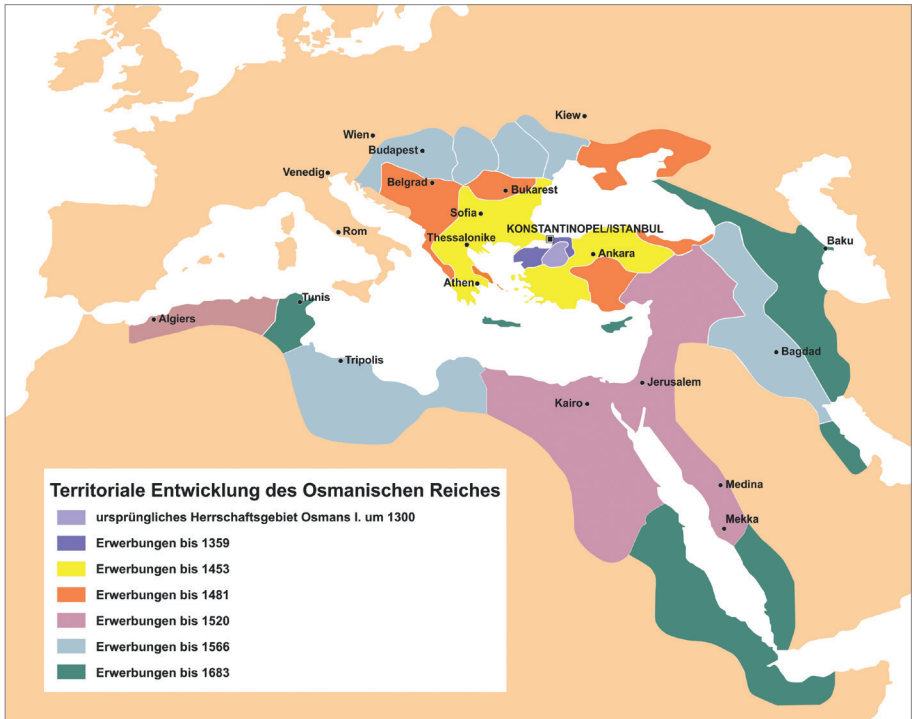 Kiew
Wien
Budapest
Venedig
Belgrad
Bukarest
Sofia
Rom
KONSTANTINOPEL/ISTANBUL
Thessalonike
Ankara
Baku
Athen
Tunis
Algiers
Tripolis
Bagdad
Jerusalem
Kairo
Medina
Mekka
Territoriale Entwicklung des Osmanischen Reiches
ursprüngliches Herrschaftsgebiet Osmans I. um 1300
Erwerbungen bis 1359
Erwerbungen bis 1453
Erwerbungen bis 1481
Erwerbungen bis 1520
Erwerbungen bis 1566
Erwerbungen bis 1683